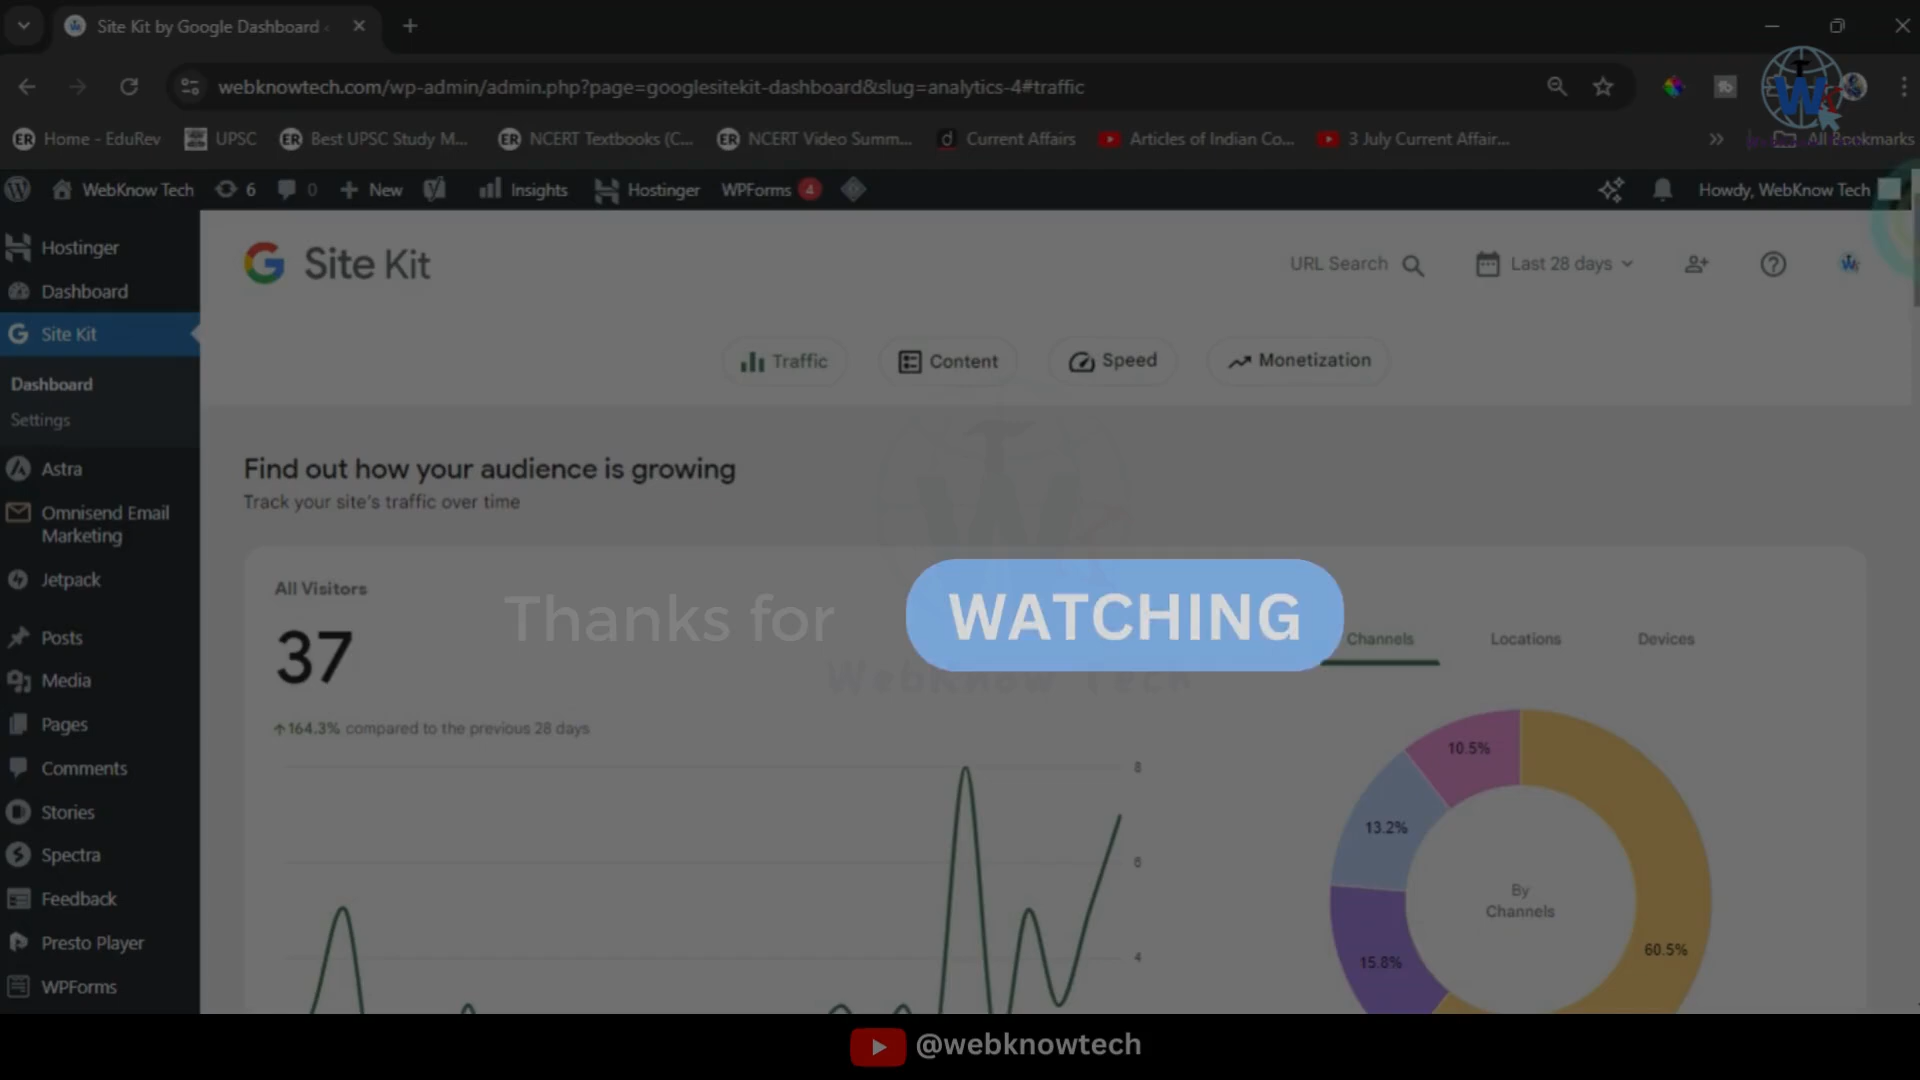 Site Kit by Google Dashboard
webknowtech.com/wp-admin/admin.php?page=googlesitekit-dashboard&slug=analytics-4#traffic
ER Home - EduRev
UPSC
ER Best UPSC Study M...
ER NCERT Textbooks (C...
ER NCERT Video Summ...
d Current Affairs
Articles of Indian Co...
3 July Current Affair...
All Bookmarks
WebKnow Tech
6
0
New
Insights
Hostinger
WPForms 4
Howdy, WebKnow Tech
Hostinger
Dashboard
Site Kit
Dashboard
Settings
Astra
Omnisend Email
Marketing
Jetpack
Posts
Media
Pages
Comments
Stories
Spectra
Feedback
Presto Player
WPForms
Site Kit
URL Search
Last 28 days
Traffic
Content
Speed
Monetization
Find out how your audience is growing
Track your site's traffic over time
All Visitors
37
164.3% compared to the previous 28 days
Thanks for WATCHING
WebKnow Tech
Channels
Locations
Devices
8
6
4
10.5%
13.2%
15.8%
60.5%
By
Channels
@webknowtech